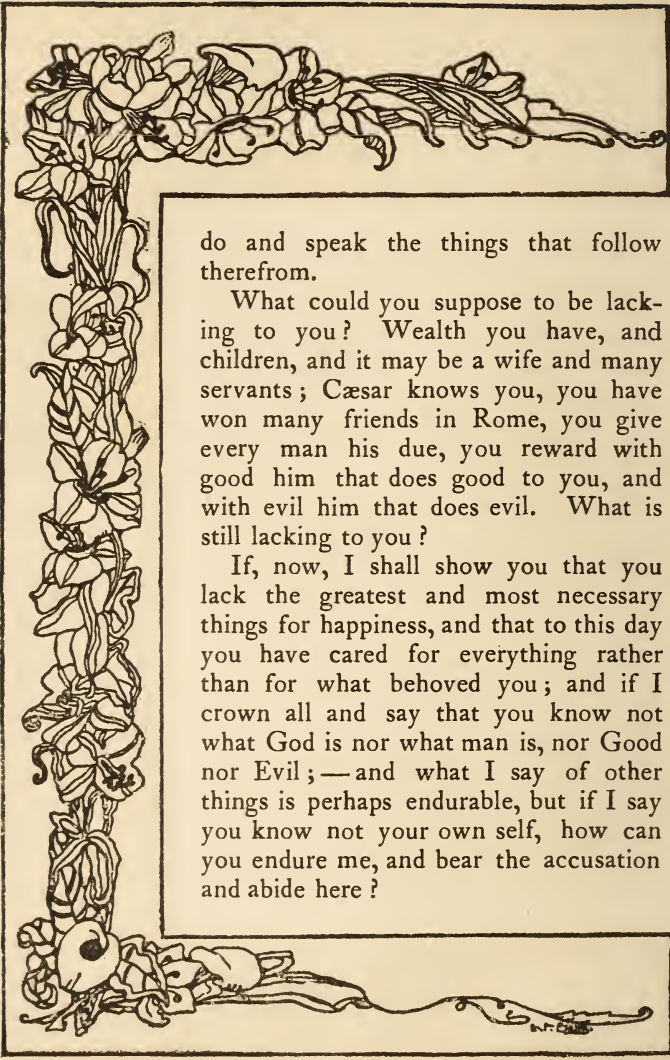 do and speak the things that follow
therefrom.
What could you suppose to be lack-
ing to you ? Wealth you have, and
children, and it may be a wife and many
servants ; Cæsar knows you, you have
won many friends in Rome, you give
every man his due, you reward with
good him that does good to you, and
with evil him that does evil. What is
still lacking to you ?
If, now, I shall show you that you
lack the greatest and most necessary
things for happiness, and that to this day
you have cared for everything rather
than for what behoved you ; and if I
crown all and say that you know not
what God is nor what man is, nor Good
nor Evil ; — and what I say of other
things is perhaps endurable, but if I say
you know not your own self, how can
you endure me, and bear the accusation
and abide here ?